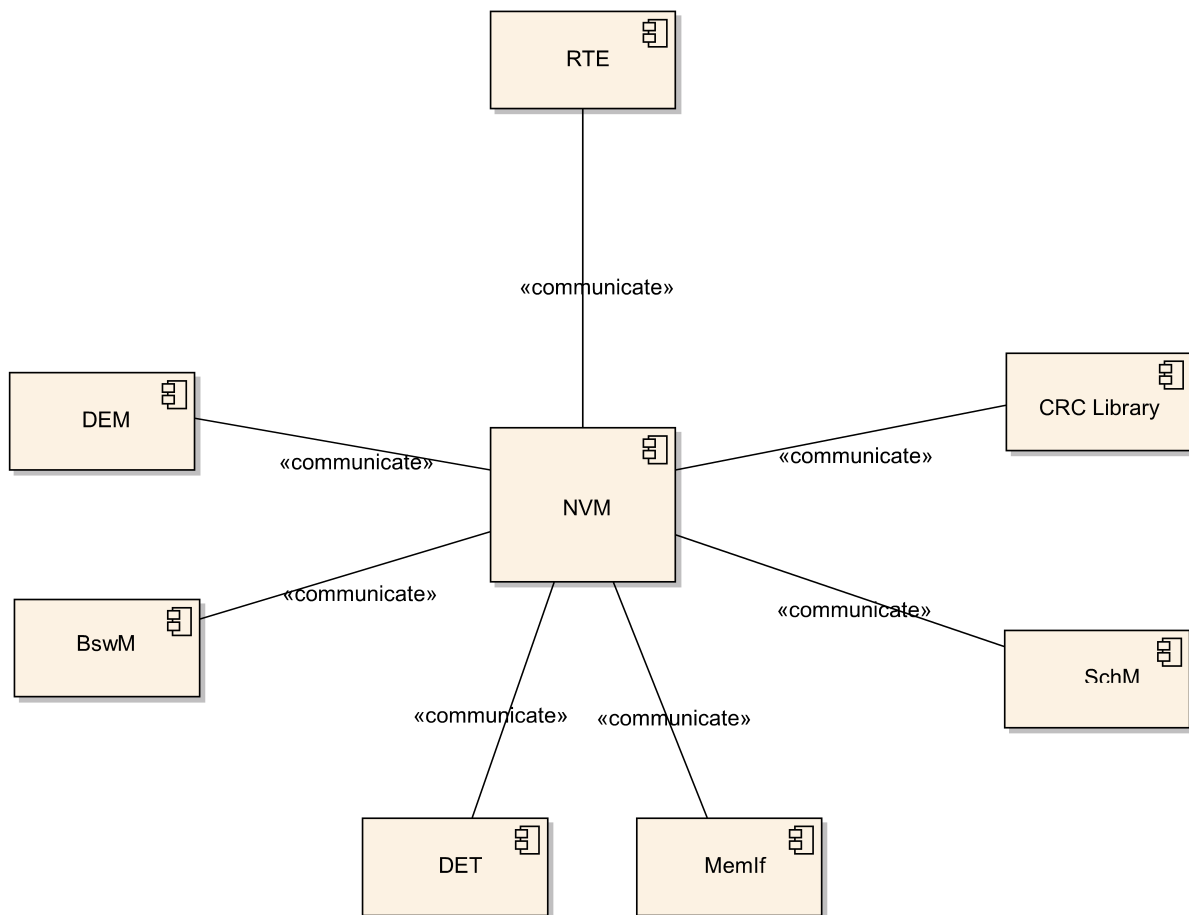 RTE
«communicate»
CRC Library
DEM
«communicate»
«communicate»
NVM
«communicate»
«communicate»
BswM
SchM
«communicate»
«communicate»
DET
MemIf